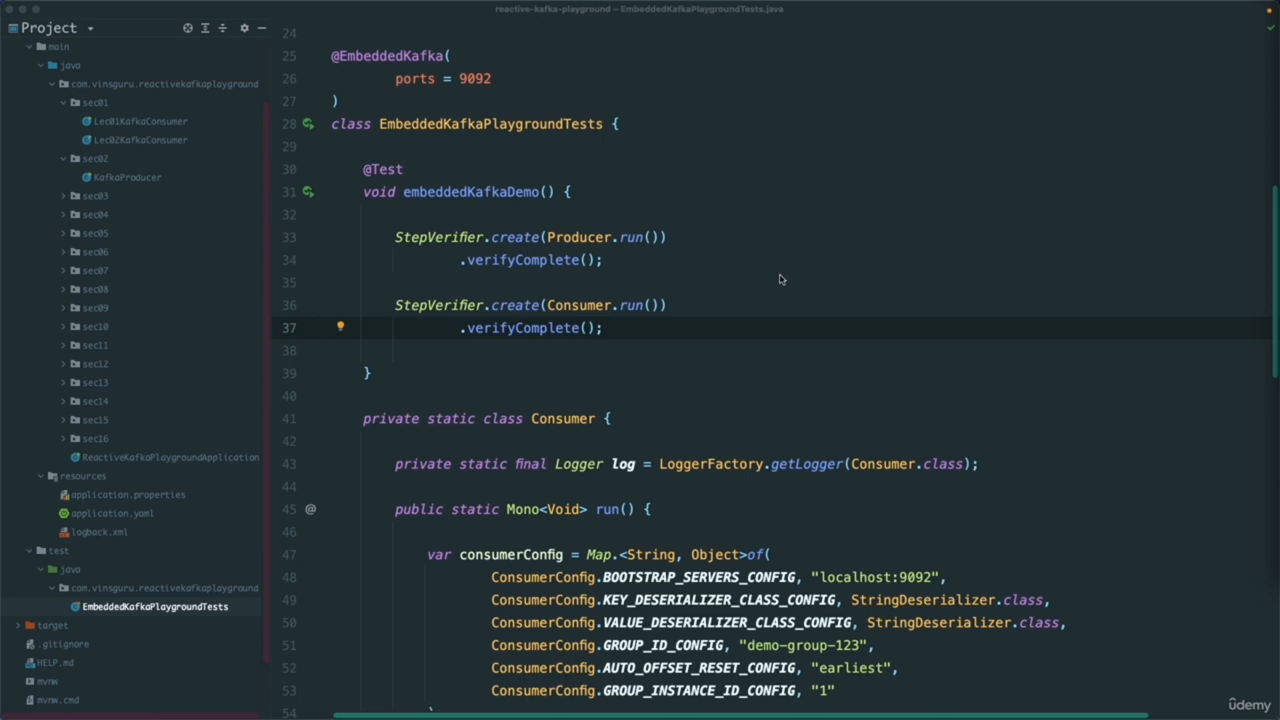 reactive-kafka-playground – EmbeddedKafkaPlaygroundTests.java
Project
main
java
com.vinsguru.reactivekafkaplayground
sec01
Lec01KafkaConsumer
Lec02KafkaConsumer
sec02
KafkaProducer
sec03
sec04
sec05
sec06
sec07
sec08
sec09
sec10
sec11
sec12
sec13
sec14
sec15
sec16
ReactiveKafkaPlaygroundApplication
resources
application.properties
application.yaml
logback.xml
test
java
com.vinsguru.reactivekafkaplayground
EmbeddedKafkaPlaygroundTests
target
.gitignore
HELP.md
mvnw
mvnw.cmd
24
25 @EmbeddedKafka(
26 ports = 9092
27 )
28 class EmbeddedKafkaPlaygroundTests {
29
30 @Test
31 void embeddedKafkaDemo() {
32
33 StepVerifier.create(Producer.run())
34 .verifyComplete();
35
36 StepVerifier.create(Consumer.run())
37 .verifyComplete();
38
39 }
40
41 private static class Consumer {
42
43 private static final Logger log = LoggerFactory.getLogger(Consumer.class);
44
45 @ public static Mono<Void> run() {
46
47 var consumerConfig = Map.<String, Object>of(
48 ConsumerConfig.BOOTSTRAP_SERVERS_CONFIG, "localhost:9092",
49 ConsumerConfig.KEY_DESERIALIZER_CLASS_CONFIG, StringDeserializer.class,
50 ConsumerConfig.VALUE_DESERIALIZER_CLASS_CONFIG, StringDeserializer.class,
51 ConsumerConfig.GROUP_ID_CONFIG, "demo-group-123",
52 ConsumerConfig.AUTO_OFFSET_RESET_CONFIG, "earliest",
53 ConsumerConfig.GROUP_INSTANCE_ID_CONFIG, "1"
54
udemy